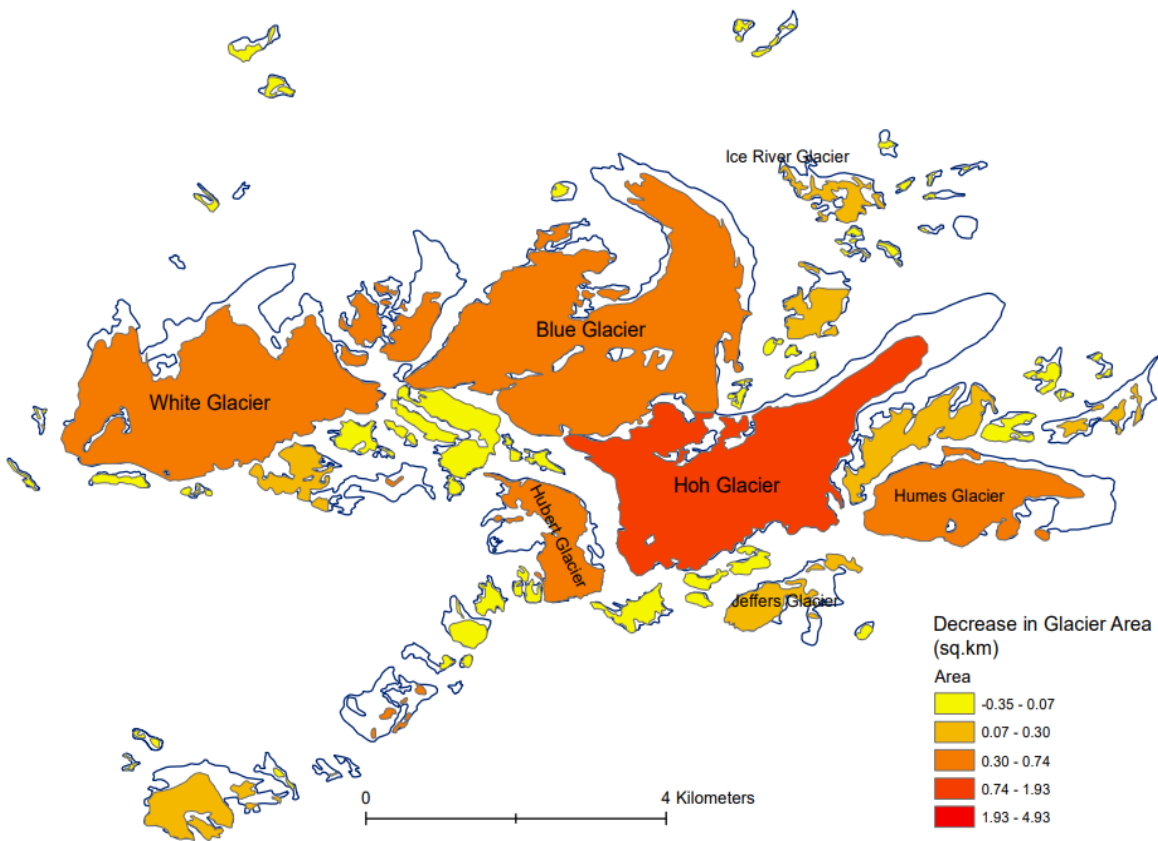 Ice River Glacier
Blue Glacier
White Glacier
Hoh Glacier
Humes Glacier
Hubert Glacier
Jeffers Glacier
Decrease in Glacier Area
(sq.km)
Area
-0.35 - 0.07
0.07 - 0.30
0.30 - 0.74
0.74 - 1.93
1.93 - 4.93
0 4 Kilometers